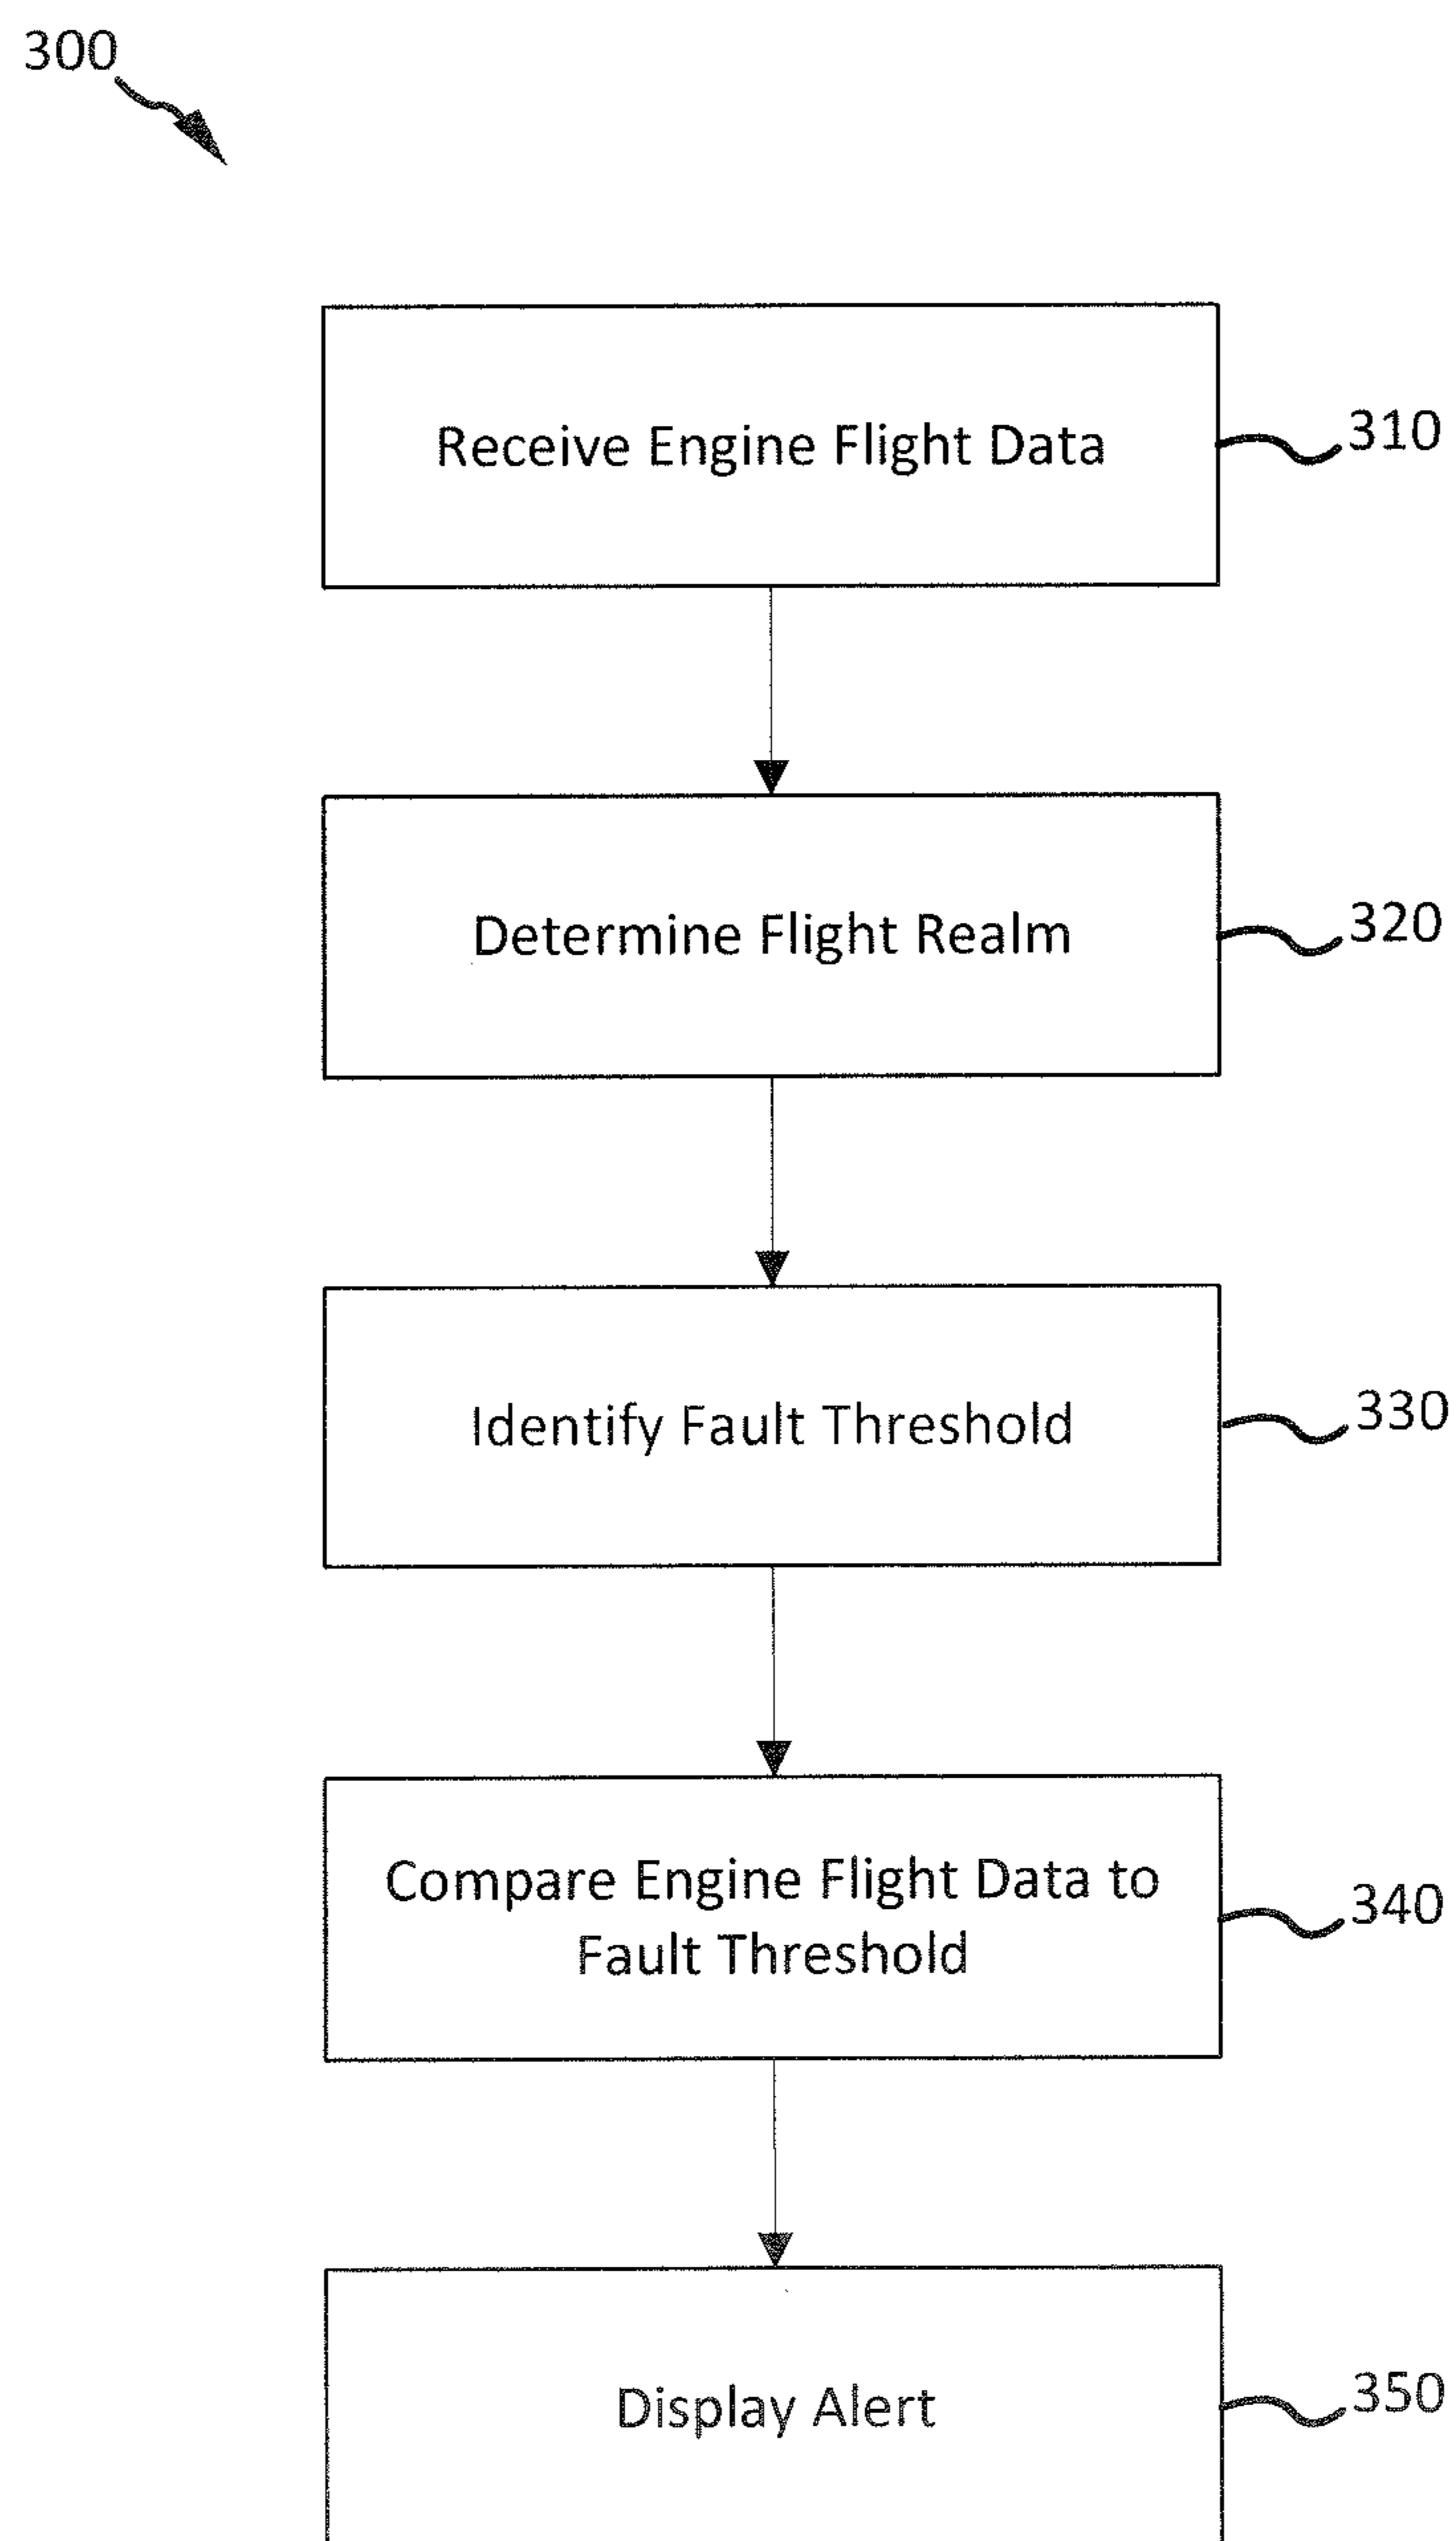 300
Receive Engine Flight Data
310
Determine Flight Realm
320
Identify Fault Threshold
330
Compare Engine Flight Data to
Fault Threshold
340
Display Alert
350